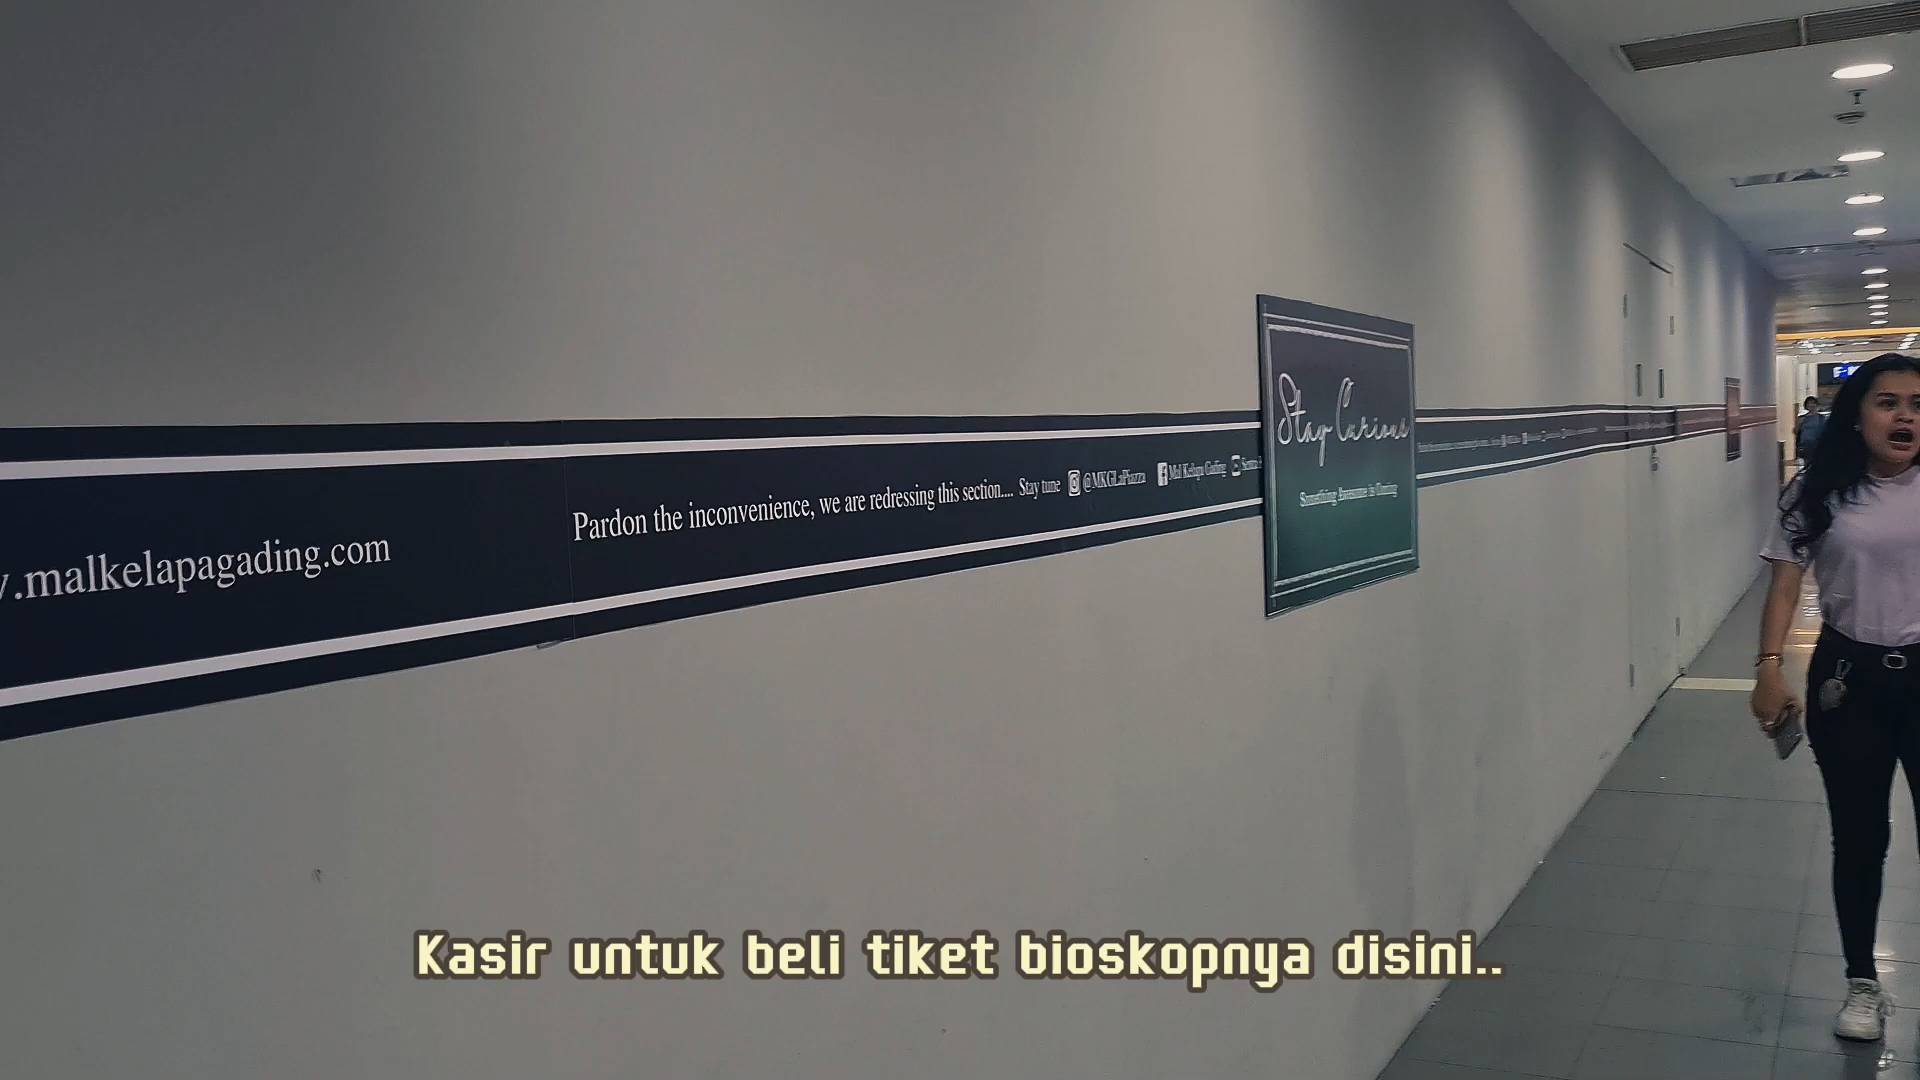 Stay Curious
Something Awesome is Coming
.malkelapagading.com
Pardon the inconvenience, we are redressing this section.... Stay tune @MKGLaPiazza Mal Kelapa Gading
Kasir untuk beli tiket bioskopnya disini..